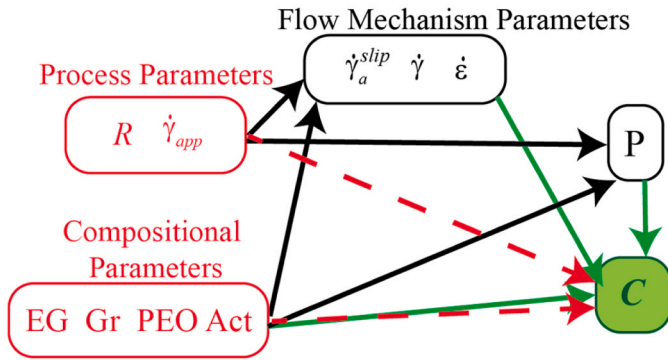 Flow Mechanism Parameters
γ̇ₐˢˡⁱᵖ γ̇ ε̇
Process Parameters
R γ̇ₐₚₚ
P
Compositional
Parameters
EG Gr PEO Act
C